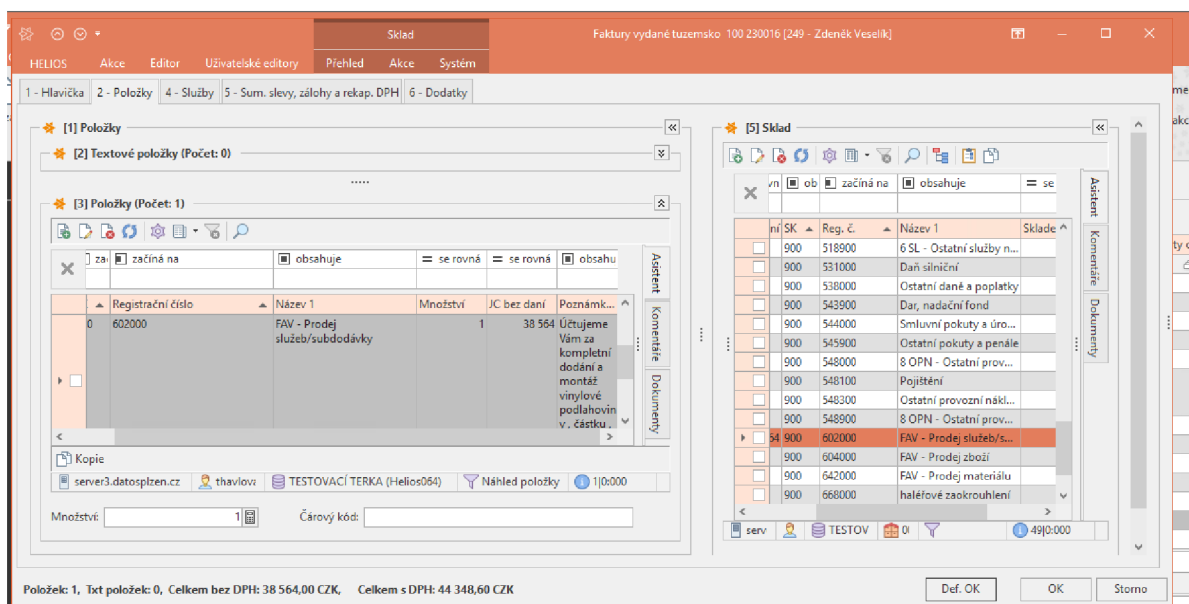 Sklad
Faktury vydané tuzemsko 100 230016 [249 - Zdeněk Veselík]
HELIOS Akce Editor Uživatelské editory Přehled Akce Systém
1 - Hlavička 2 - Položky 4 - Služby 5 - Sum. slevy, zálohy a rekap. DPH 6 - Dodatky
[1] Položky
[2] Textové položky (Počet: 0)
[3] Položky (Počet: 1)
začíná na obsahuje = se rovná = se rovná obsahu
Registrační číslo Název 1 Množství JC bez daní Poznámk...
0 602000 FAV - Prodej služeb/subdodávky 1 38 564 Účtujeme
Vám za
kompletní
dodání a
montáž
vinylové
podlahovin
y , částku ,
Asistent
Komentáře
Dokumenty
Kopie
server3.datosplzen.cz thavlova TESTOVACÍ TERKA (Helios064) Náhled položky 1|0:000
Množství: 1 Čárový kód:
[5] Sklad
vn ob začíná na obsahuje = se
ní SK Reg. č. Název 1 Sklade
900 518900 6 SL - Ostatní služby n...
900 531000 Daň silniční
900 538000 Ostatní daně a poplatky
900 543900 Dar, nadační fond
900 544000 Smluvní pokuty a úro...
900 545900 Ostatní pokuty a penále
900 548000 8 OPN - Ostatní prov...
900 548100 Pojištění
900 548300 Ostatní provozní nákl...
900 548900 8 OPN - Ostatní prov...
54 900 602000 FAV - Prodej služeb/s...
900 604000 FAV - Prodej zboží
900 642000 FAV - Prodej materiálu
900 668000 haléřové zaokrouhlení
Asistent
Komentáře
Dokumenty
serv TESTOV 49|0:000
Položek: 1, Txt položek: 0, Celkem bez DPH: 38 564,00 CZK, Celkem s DPH: 44 348,60 CZK
Def. OK OK Storno